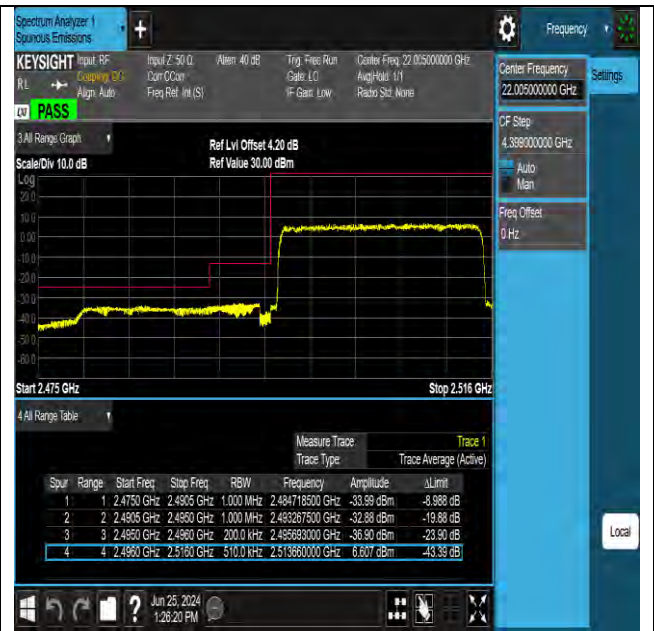 Spectrum Analyzer 1
Spurious Emissions
+
Frequency
KEYSIGHT
RL
Input: RF
Coupling: DC
Align: Auto
Input Z: 50 Ω
Corr CCorr
Freq Ref: Int (S)
Atten: 40 dB
Trig: Free Run
Gate: LO
IF Gain: Low
Center Freq: 22.005000000 GHz
Avg|Hold: 1/1
Radio Std: None
PASS
Center Frequency
22.005000000 GHz
Settings
CF Step
4.399000000 GHz
Auto
Man
Freq Offset
0 Hz
3 All Range Graph
Scale/Div 10.0 dB
Ref Lvl Offset 4.20 dB
Ref Value 30.00 dBm
Log
20.0
10.0
0.00
-10.0
-20.0
-30.0
-40.0
-50.0
-60.0
Start 2.475 GHz
Stop 2.516 GHz
4 All Range Table
Measure Trace Trace 1
Trace Type Trace Average (Active)
Spur Range Start Freq Stop Freq RBW Frequency Amplitude ΔLimit
1 1 2.4750 GHz 2.4905 GHz 1.000 MHz 2.484718500 GHz -33.99 dBm -8.988 dB
2 2 2.4905 GHz 2.4950 GHz 1.000 MHz 2.493267500 GHz -32.88 dBm -19.88 dB
3 3 2.4950 GHz 2.4960 GHz 200.0 kHz 2.495693000 GHz -36.90 dBm -23.90 dB
4 4 2.4960 GHz 2.5160 GHz 510.0 kHz 2.513660000 GHz 6.607 dBm -43.39 dB
Local
?
Jun 25, 2024
1:26:20 PM